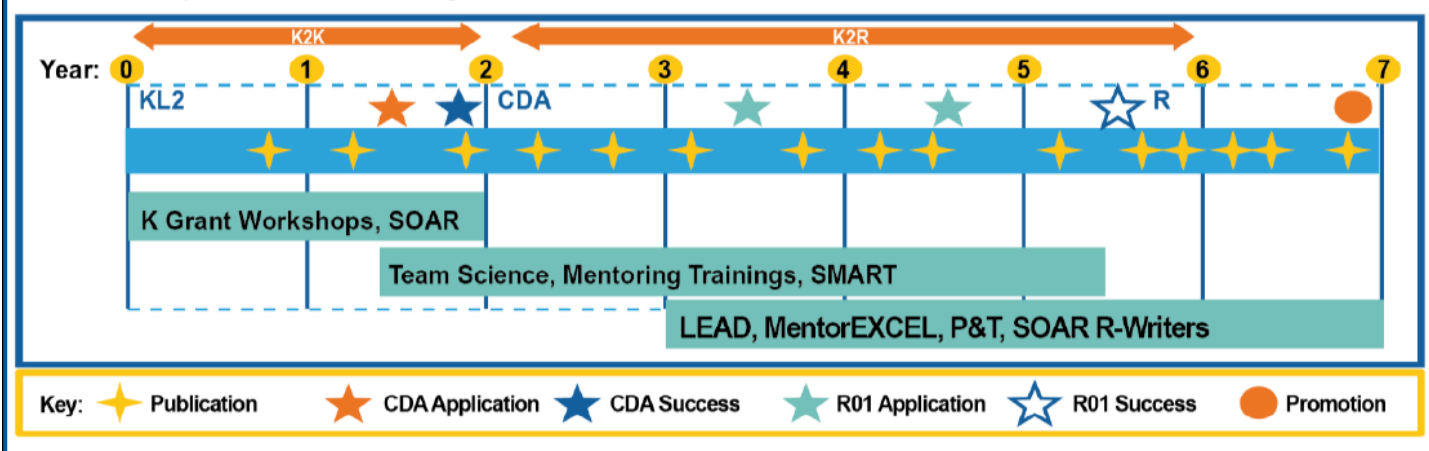 K2K K2R
Year: 0 1 2 3 4 5 6 7
KL2 CDA R
K Grant Workshops, SOAR
Team Science, Mentoring Trainings, SMART
LEAD, MentorEXCEL, P&T, SOAR R-Writers
Key: Publication CDA Application CDA Success R01 Application R01 Success Promotion